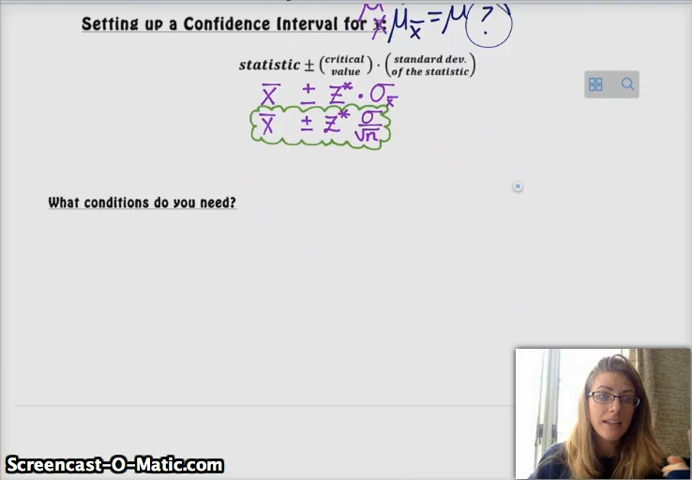 Setting up a Confidence Interval for x̄: μ μx̄ = μ ?
statistic ± (critical value) · (standard dev. of the statistic)
x̄ ± z* · σx̄
x̄ ± z* σ/√n
What conditions do you need?
Screencast-O-Matic.com